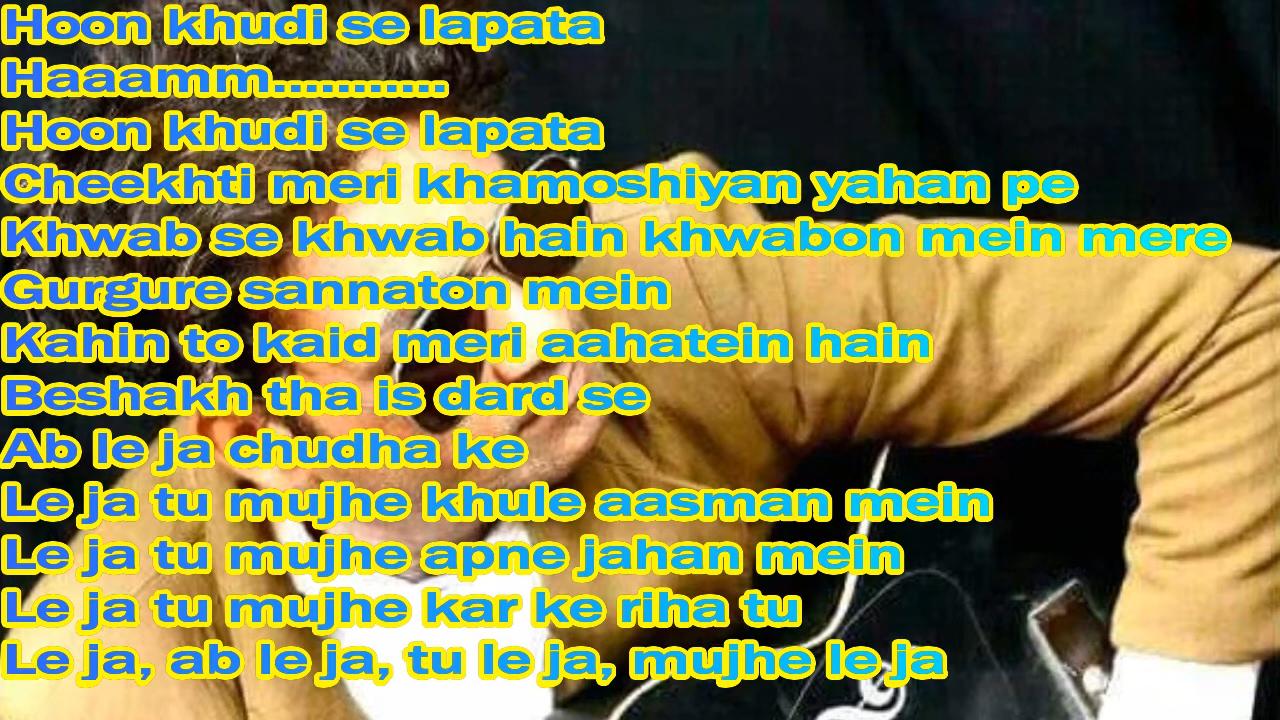 Hoon khudi se lapata
Haaamm...........
Hoon khudi se lapata
Cheekhti meri khamoshiyan yahan pe
Khwab se khwab hain khwabon mein mere
Gurgure sannaton mein
Kahin to kaid meri aahatein hain
Beshakh tha is dard se
Ab le ja chudha ke
Le ja tu mujhe khule aasman mein
Le ja tu mujhe apne jahan mein
Le ja tu mujhe kar ke riha tu
Le ja, ab le ja, tu le ja, mujhe le ja